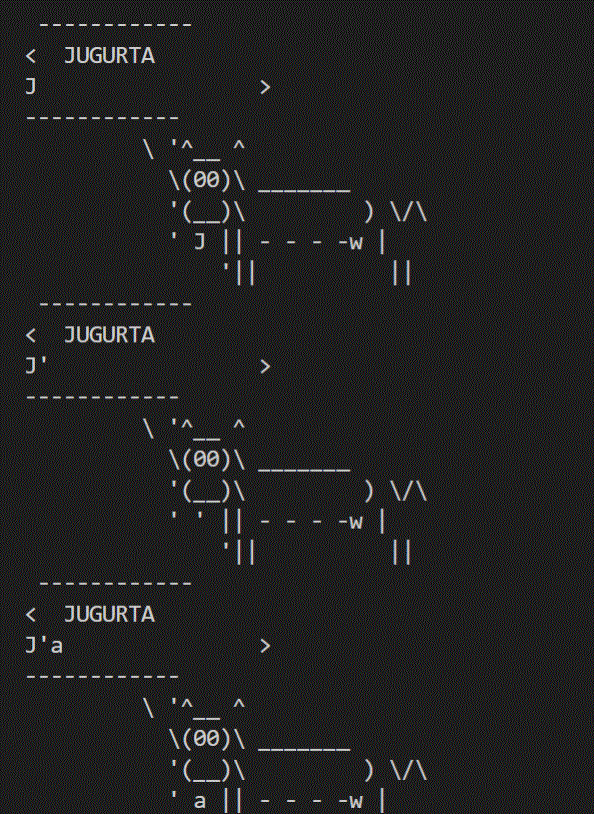 ------------
<  JUGURTA
J                 >
------------
         \ '^__ ^
           \(00)\ _______
           '(__)\         ) \/\
           ' J || - - - -w |
               '||          ||
 ------------
<  JUGURTA
J'                >
------------
         \ '^__ ^
           \(00)\ _______
           '(__)\         ) \/\
           ' ' || - - - -w |
               '||          ||
 ------------
<  JUGURTA
J'a               >
------------
         \ '^__ ^
           \(00)\ _______
           '(__)\         ) \/\
           ' a || - - - -w |